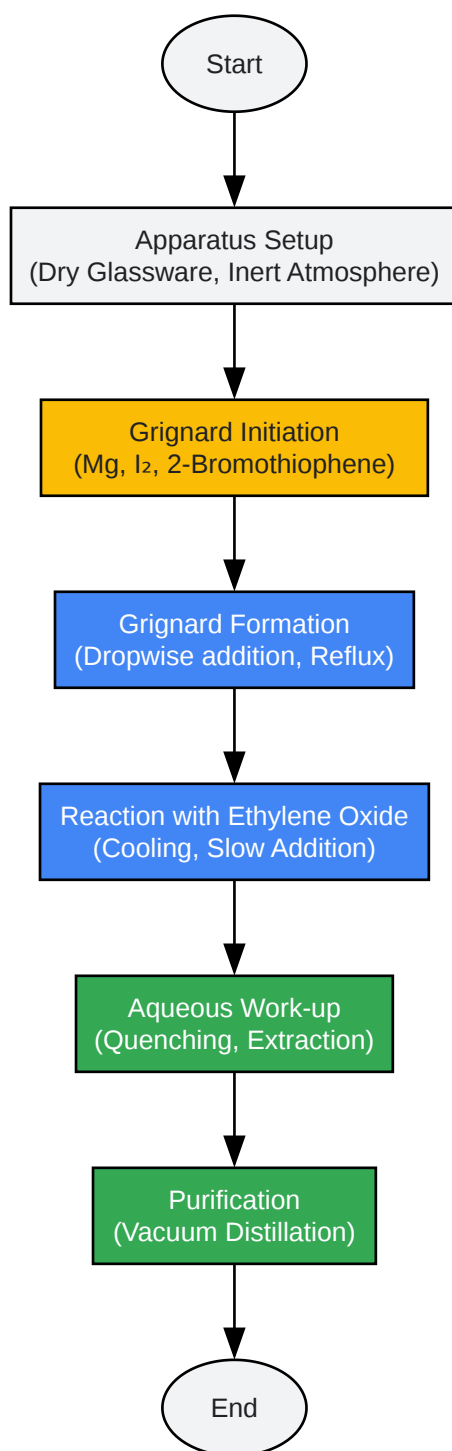 Start
Apparatus Setup
(Dry Glassware, Inert Atmosphere)
Grignard Initiation
(Mg, I₂, 2-Bromothiophene)
Grignard Formation
(Dropwise addition, Reflux)
Reaction with Ethylene Oxide
(Cooling, Slow Addition)
Aqueous Work-up
(Quenching, Extraction)
Purification
(Vacuum Distillation)
End